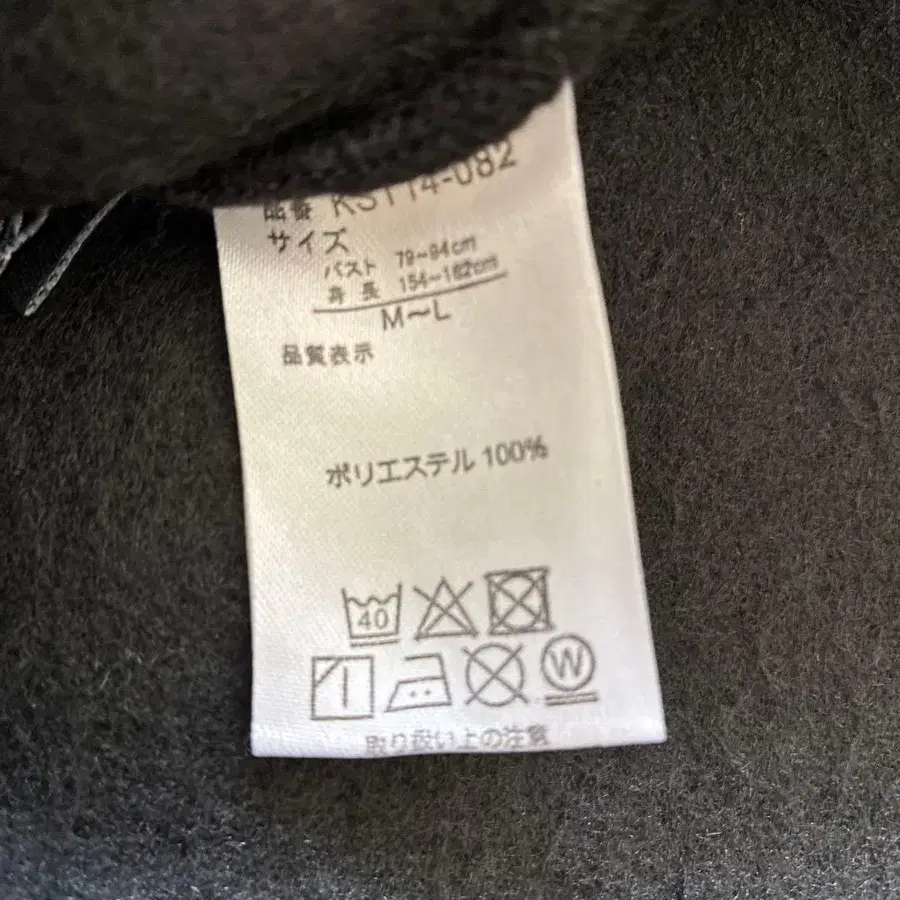 品番 KS114-082
サイズ
バスト 79~94cm
身長 154~162cm
M~L
品質表示
ポリエステル 100%
40
W
取り扱い上の注意